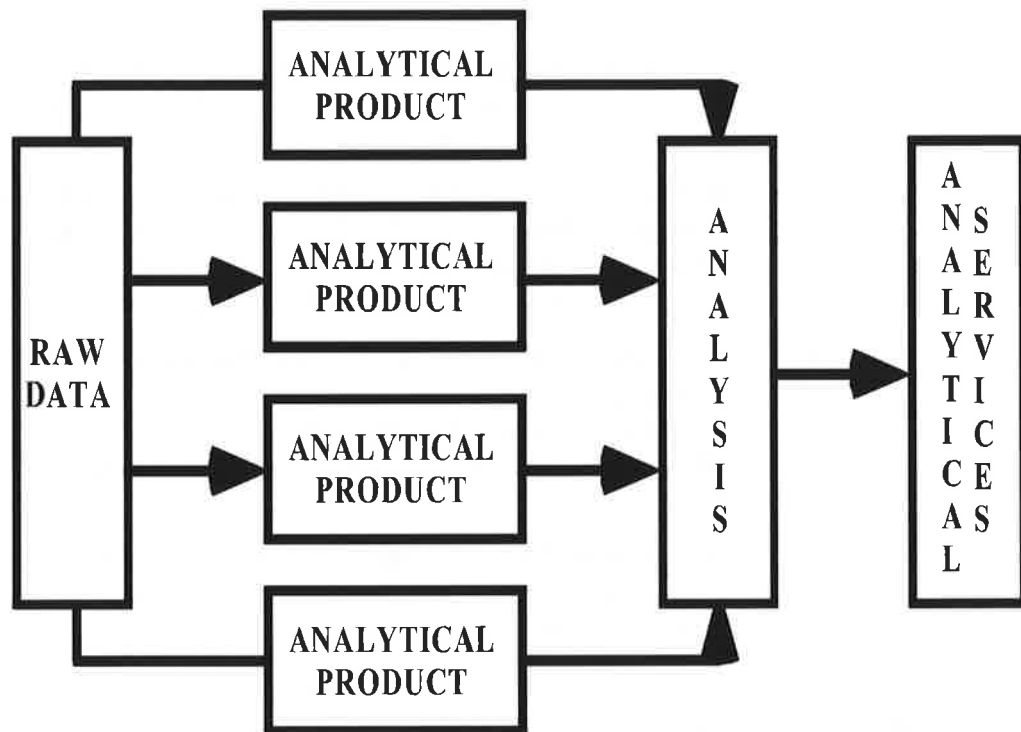 ANALYTICAL
PRODUCT
ANALYTICAL
PRODUCT
RAW
DATA
ANALYTICAL
PRODUCT
ANALYTICAL
PRODUCT
ANALYSIS
ANALYTICAL
SERVICES